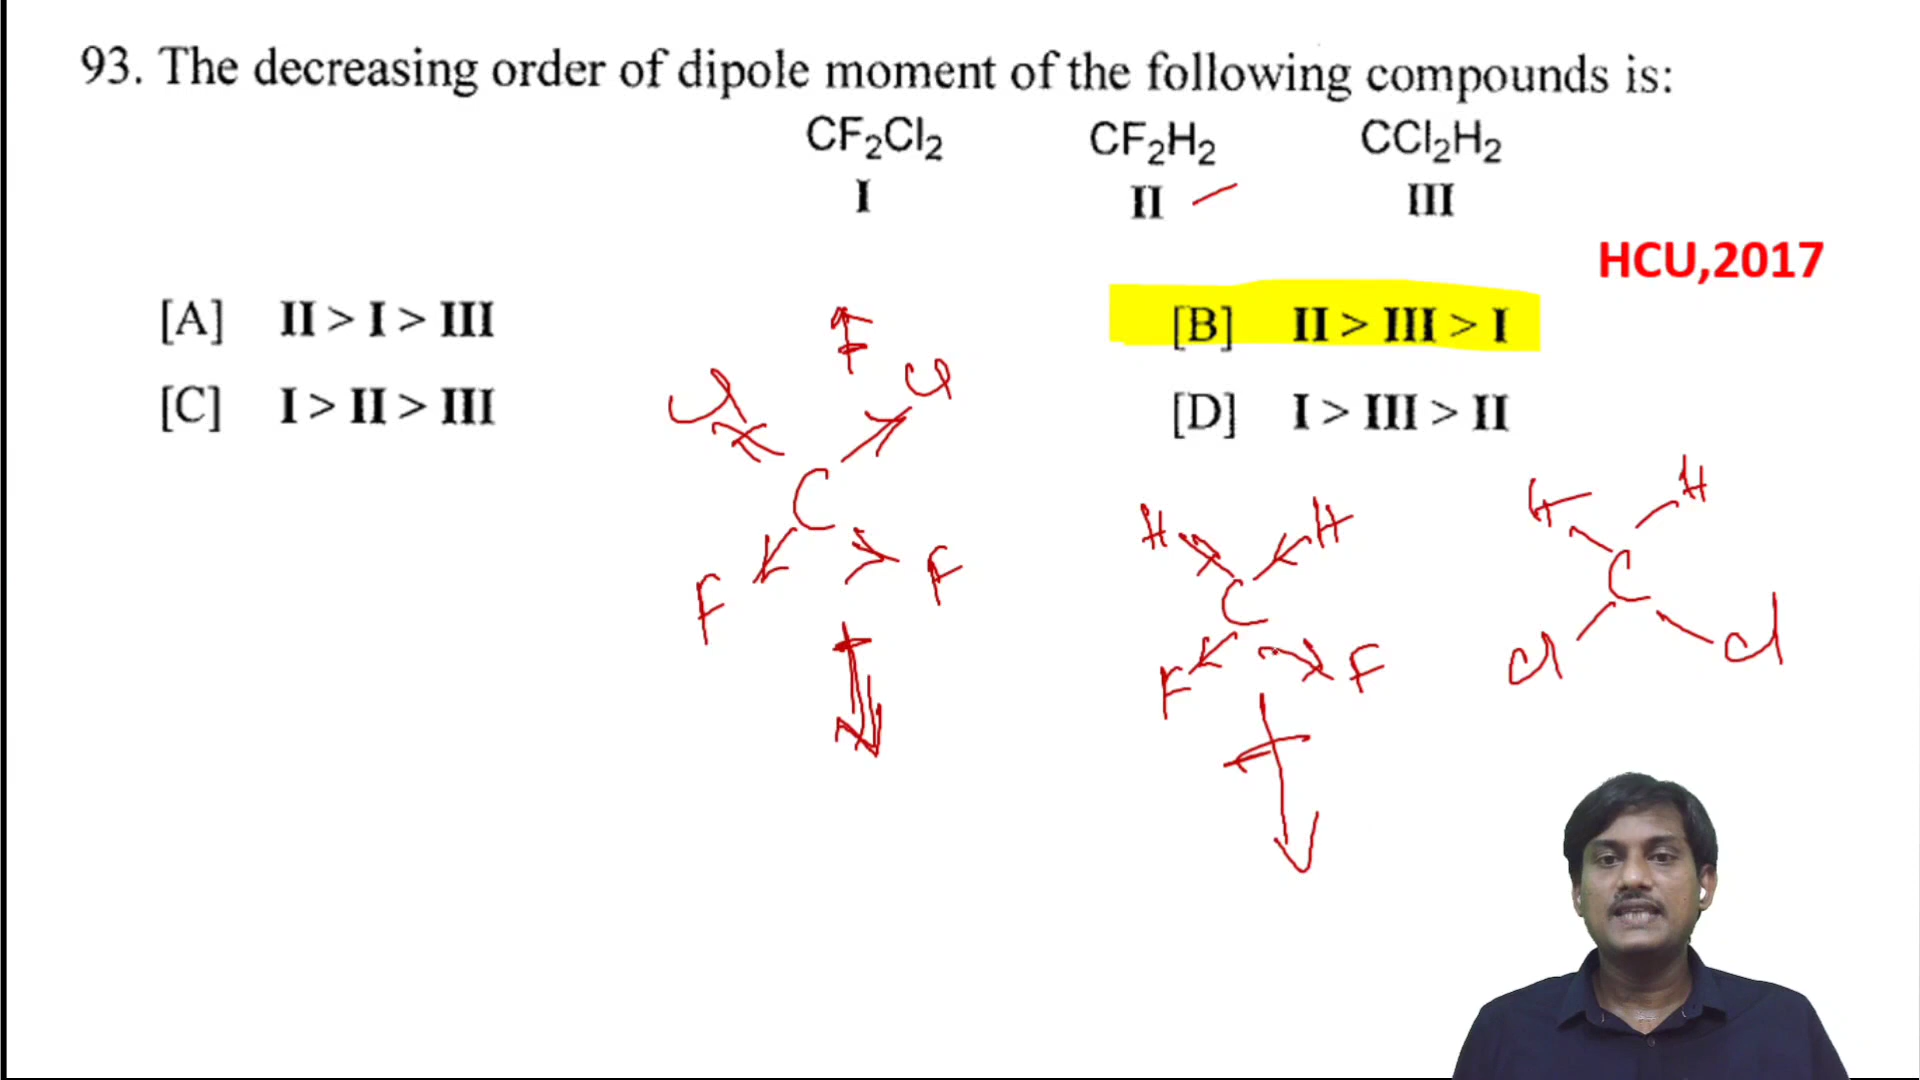 93. The decreasing order of dipole moment of the following compounds is:
CF₂Cl₂ CF₂H₂ CCl₂H₂
I II III
HCU,2017
[A] II > I > III [B] II > III > I
[C] I > II > III [D] I > III > II
Cl Cl
C
F F
H H
C
F F
H H
C
Cl Cl